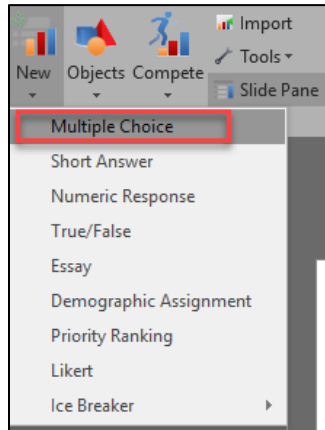 Import
Tools
New Objects Compete
Slide Pane
Multiple Choice
Short Answer
Numeric Response
True/False
Essay
Demographic Assignment
Priority Ranking
Likert
Ice Breaker